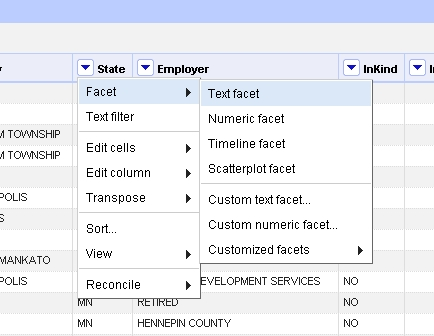 State Employer InKind
Facet
Text filter
M TOWNSHIP
M TOWNSHIP
Edit cells
Edit column
POLIS
Transpose
S
Sort...
View
MANKATO
POLIS
Reconcile
Text facet
Numeric facet
Timeline facet
Scatterplot facet
Custom text facet...
Custom numeric facet...
Customized facets
DEVELOPMENT SERVICES NO
MN RETIRED NO
MN HENNEPIN COUNTY NO